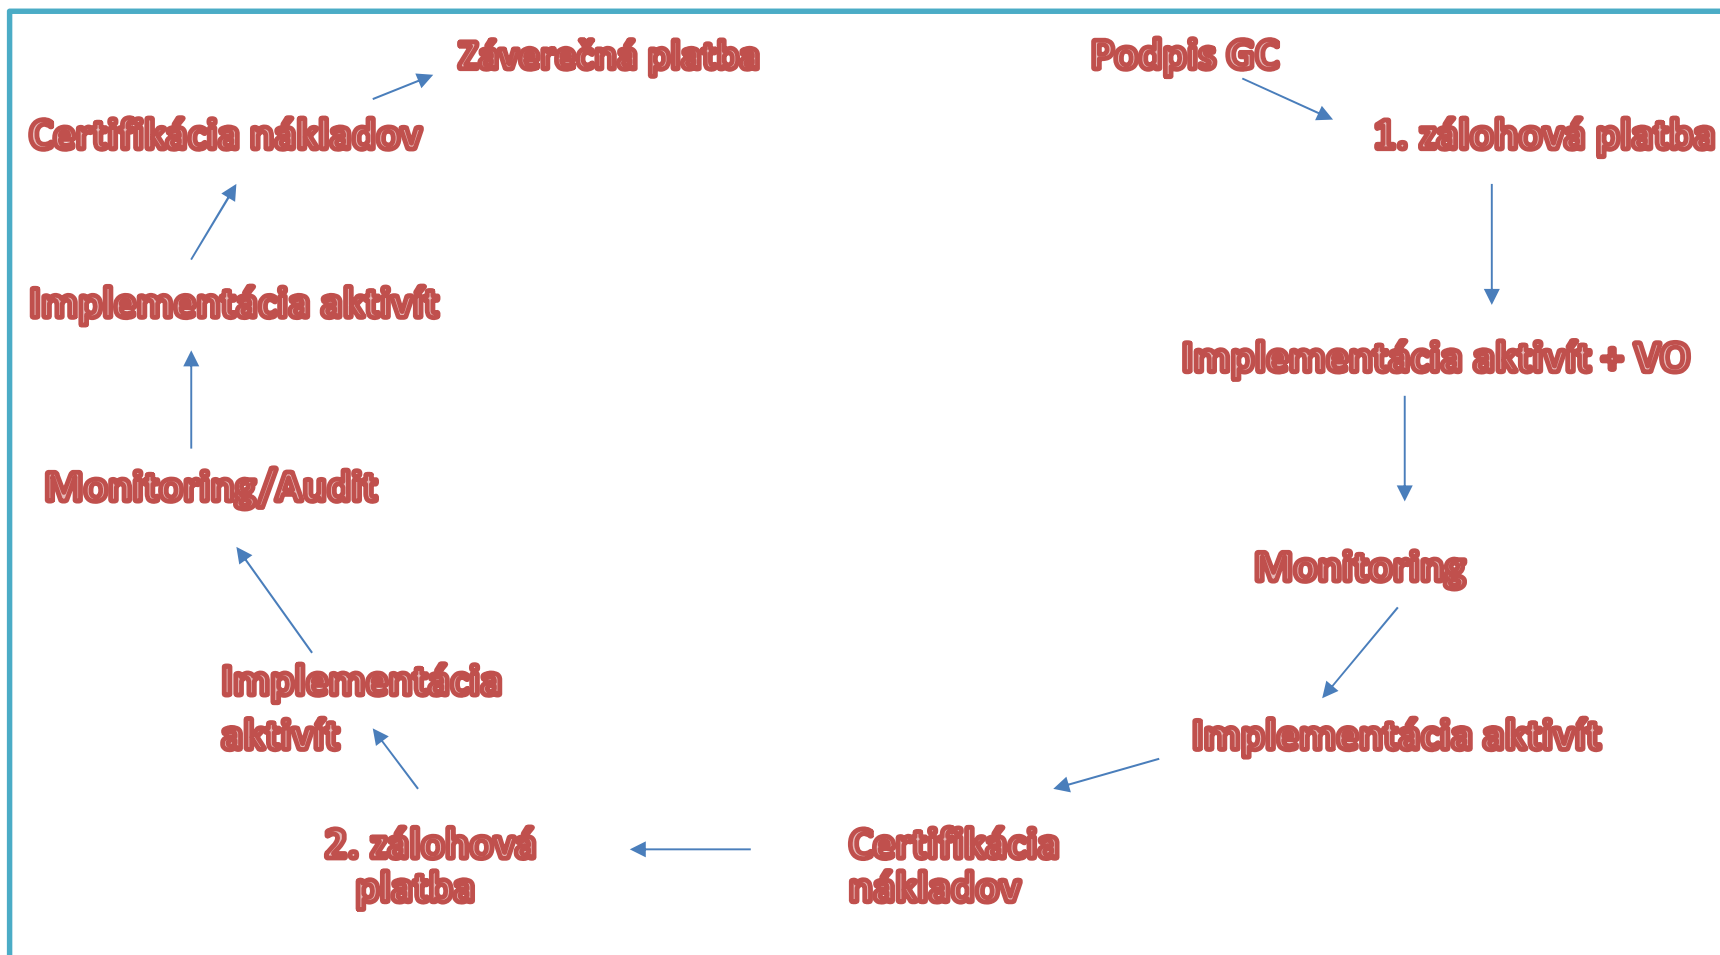 Záverečná platba
Podpis GC
Certifikácia nákladov
1. zálohová platba
Implementácia aktivít
Implementácia aktivít + VO
Monitoring/Audit
Monitoring
Implementácia
aktivít
Implementácia aktivít
2. zálohová
platba
Certifikácia
nákladov